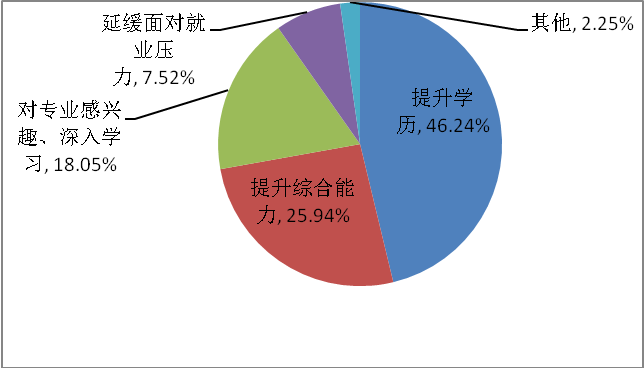 延缓面对就
业压
力, 7.52%
其他, 2.25%
对专业感兴
趣、深入学
习, 18.05%
提升学
历, 46.24%
提升综合能
力, 25.94%